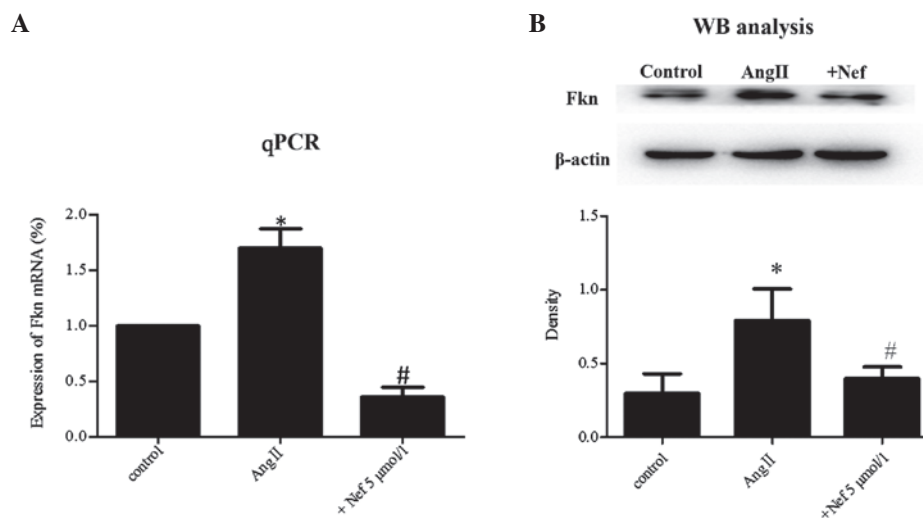 A
qPCR
Expression of Fkn mRNA (%)
2.0
1.5
1.0
0.5
0.0
*
#
control
AngII
+ Nef 5 μmol/l
B
WB analysis
Control AngII +Nef
Fkn
β-actin
Density
1.5
1.0
0.5
0.0
*
#
control
AngII
+ Nef 5 μmol/l